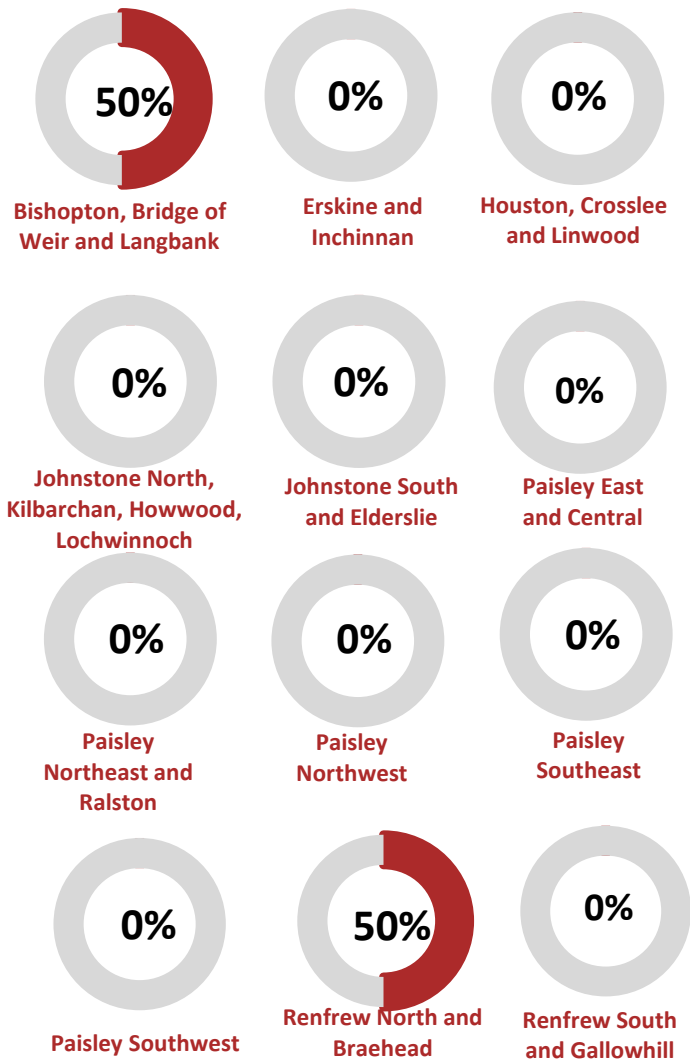 50%
Bishopton, Bridge of
Weir and Langbank
0%
Erskine and
Inchinnan
0%
Houston, Crosslee
and Linwood
0%
Johnstone North,
Kilbarchan, Howwood,
Lochwinnoch
0%
Johnstone South
and Elderslie
0%
Paisley East
and Central
0%
Paisley
Northeast and
Ralston
0%
Paisley
Northwest
0%
Paisley
Southeast
0%
Paisley Southwest
50%
Renfrew North and
Braehead
0%
Renfrew South
and Gallowhill